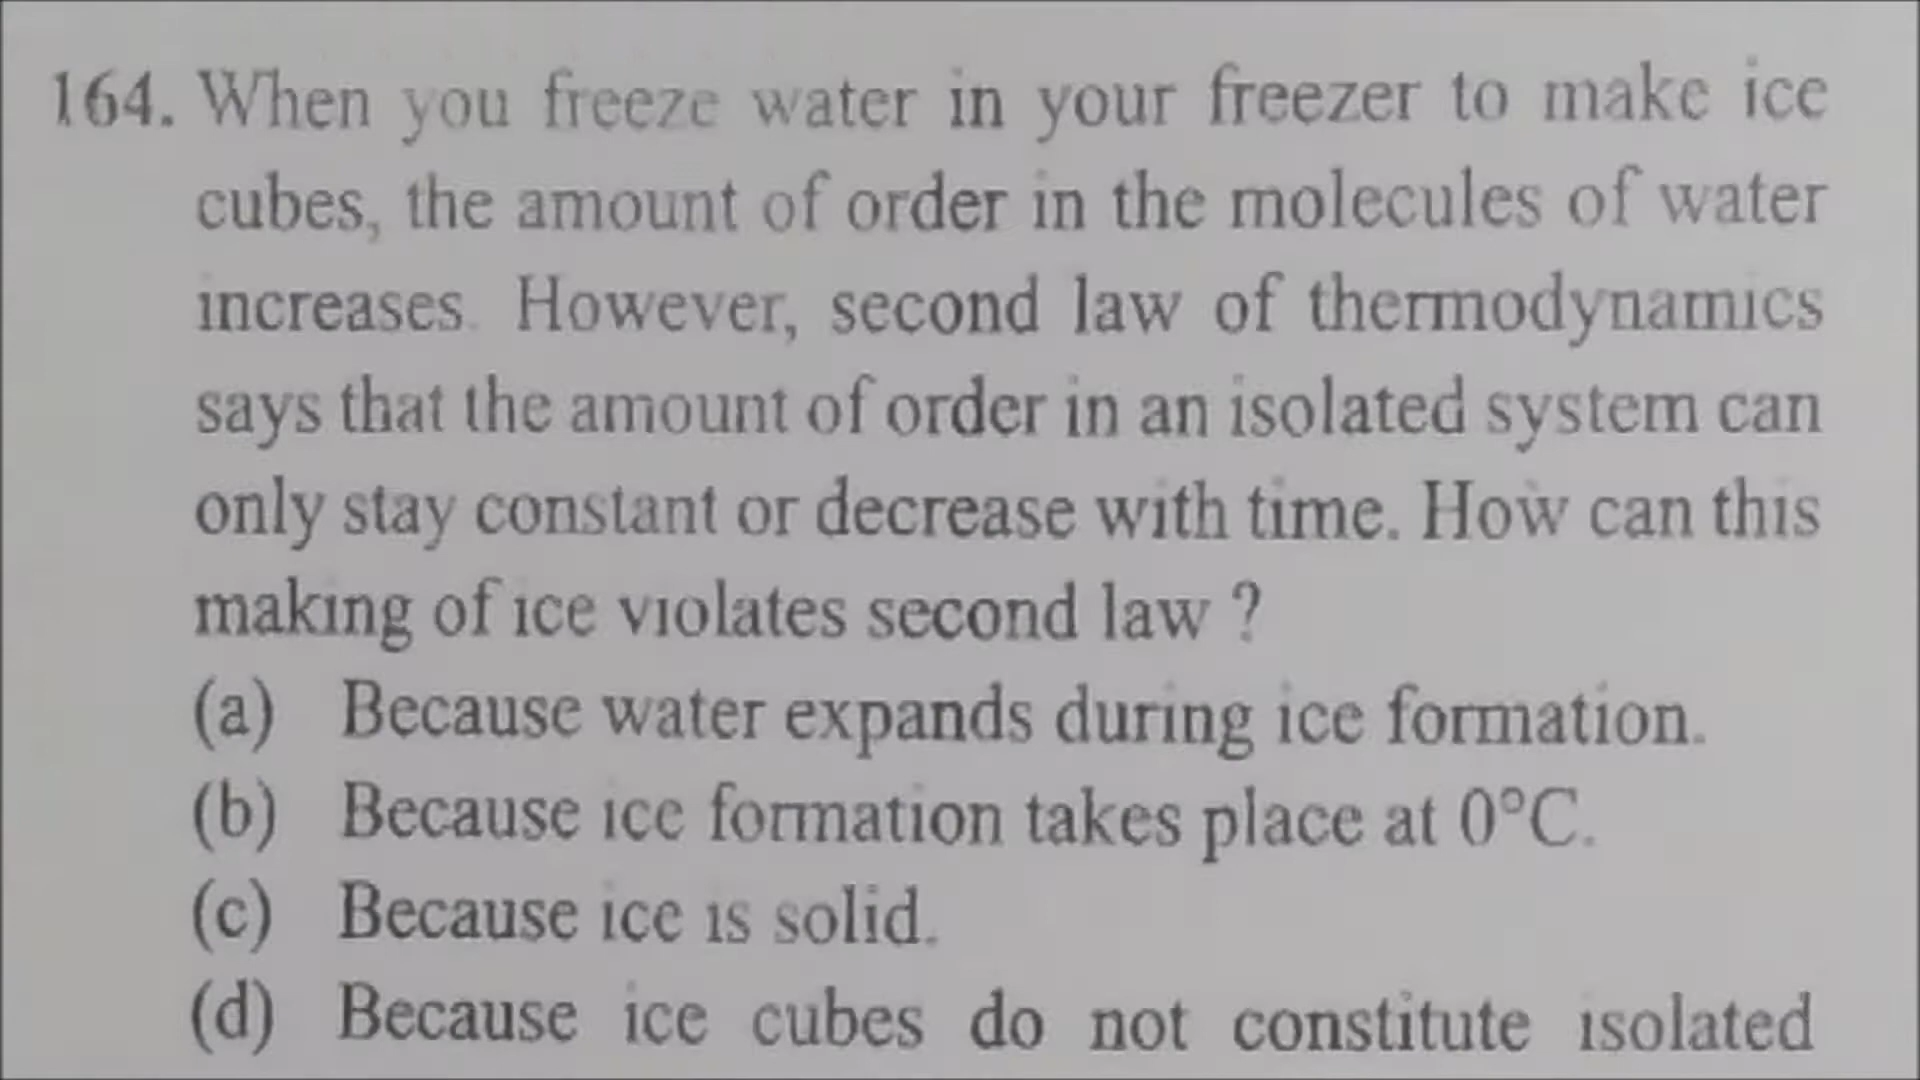 164. When you freeze water in your freezer to make ice
cubes, the amount of order in the molecules of water
increases. However, second law of thermodynamics
says that the amount of order in an isolated system can
only stay constant or decrease with time. How can this
making of ice violates second law ?
(a) Because water expands during ice formation.
(b) Because ice formation takes place at 0°C.
(c) Because ice is solid.
(d) Because ice cubes do not constitute isolated